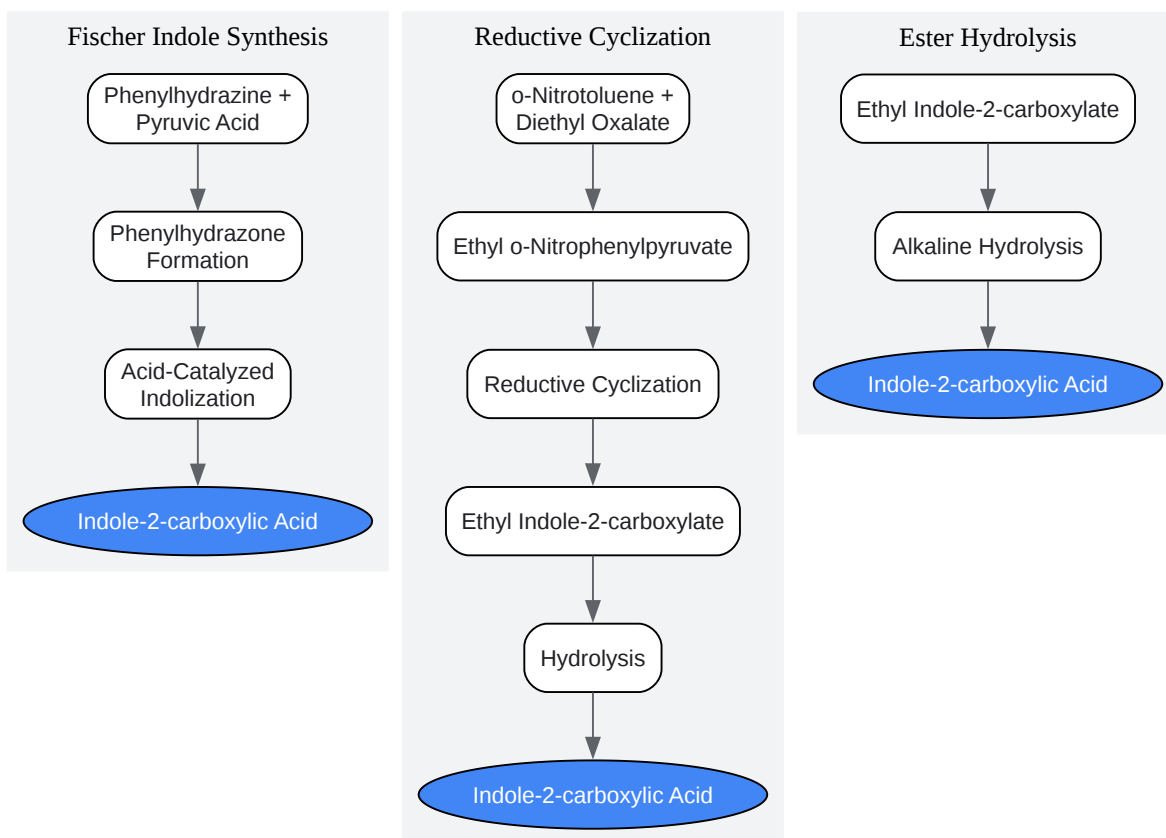 Fischer Indole Synthesis
Phenylhydrazine +
Pyruvic Acid
Phenylhydrazone
Formation
Acid-Catalyzed
Indolization
Indole-2-carboxylic Acid
Reductive Cyclization
o-Nitrotoluene +
Diethyl Oxalate
Ethyl o-Nitrophenylpyruvate
Reductive Cyclization
Ethyl Indole-2-carboxylate
Hydrolysis
Indole-2-carboxylic Acid
Ester Hydrolysis
Ethyl Indole-2-carboxylate
Alkaline Hydrolysis
Indole-2-carboxylic Acid